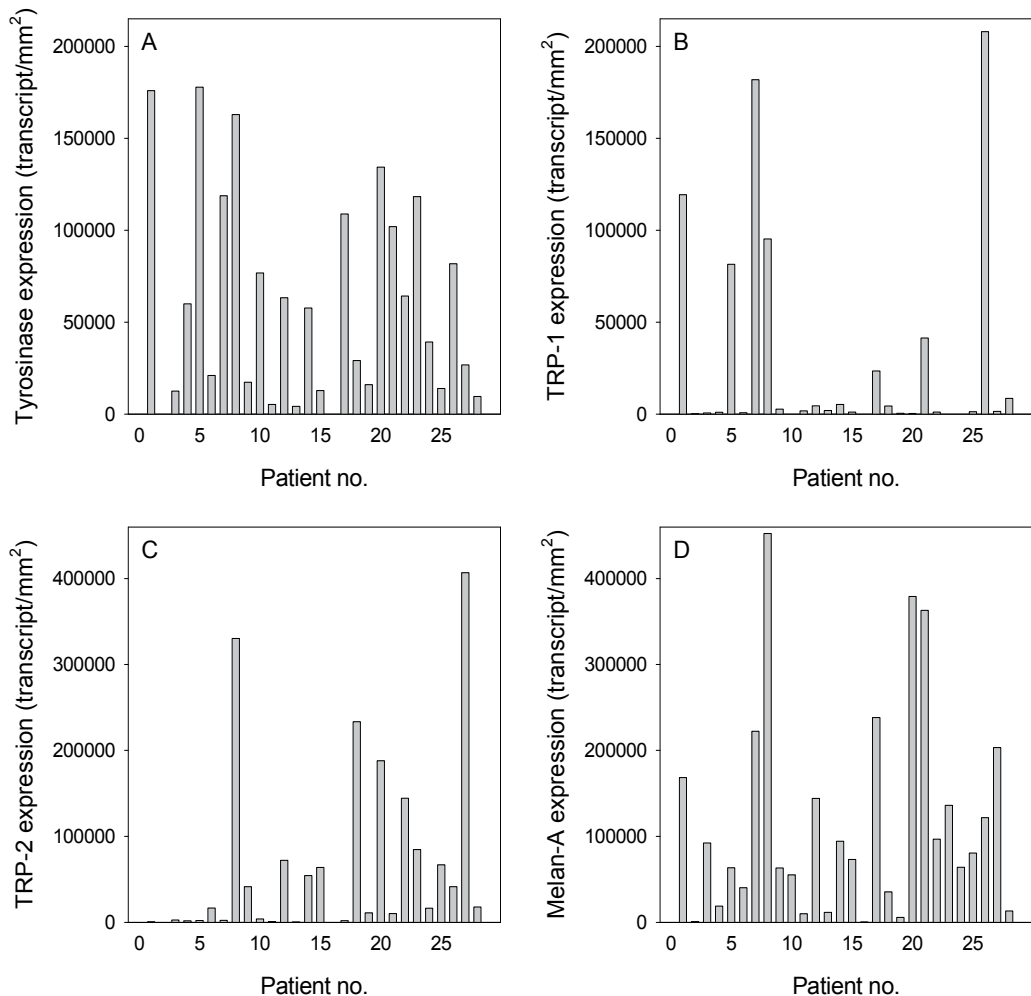 A
Tyrosinase expression (transcript/mm²)
200000
150000
100000
50000
0
0 5 10 15 20 25
Patient no.
B
TRP-1 expression (transcript/mm²)
200000
150000
100000
50000
0
0 5 10 15 20 25
Patient no.
C
TRP-2 expression (transcript/mm²)
400000
300000
200000
100000
0
0 5 10 15 20 25
Patient no.
D
Melan-A expression (transcript/mm²)
400000
300000
200000
100000
0
0 5 10 15 20 25
Patient no.